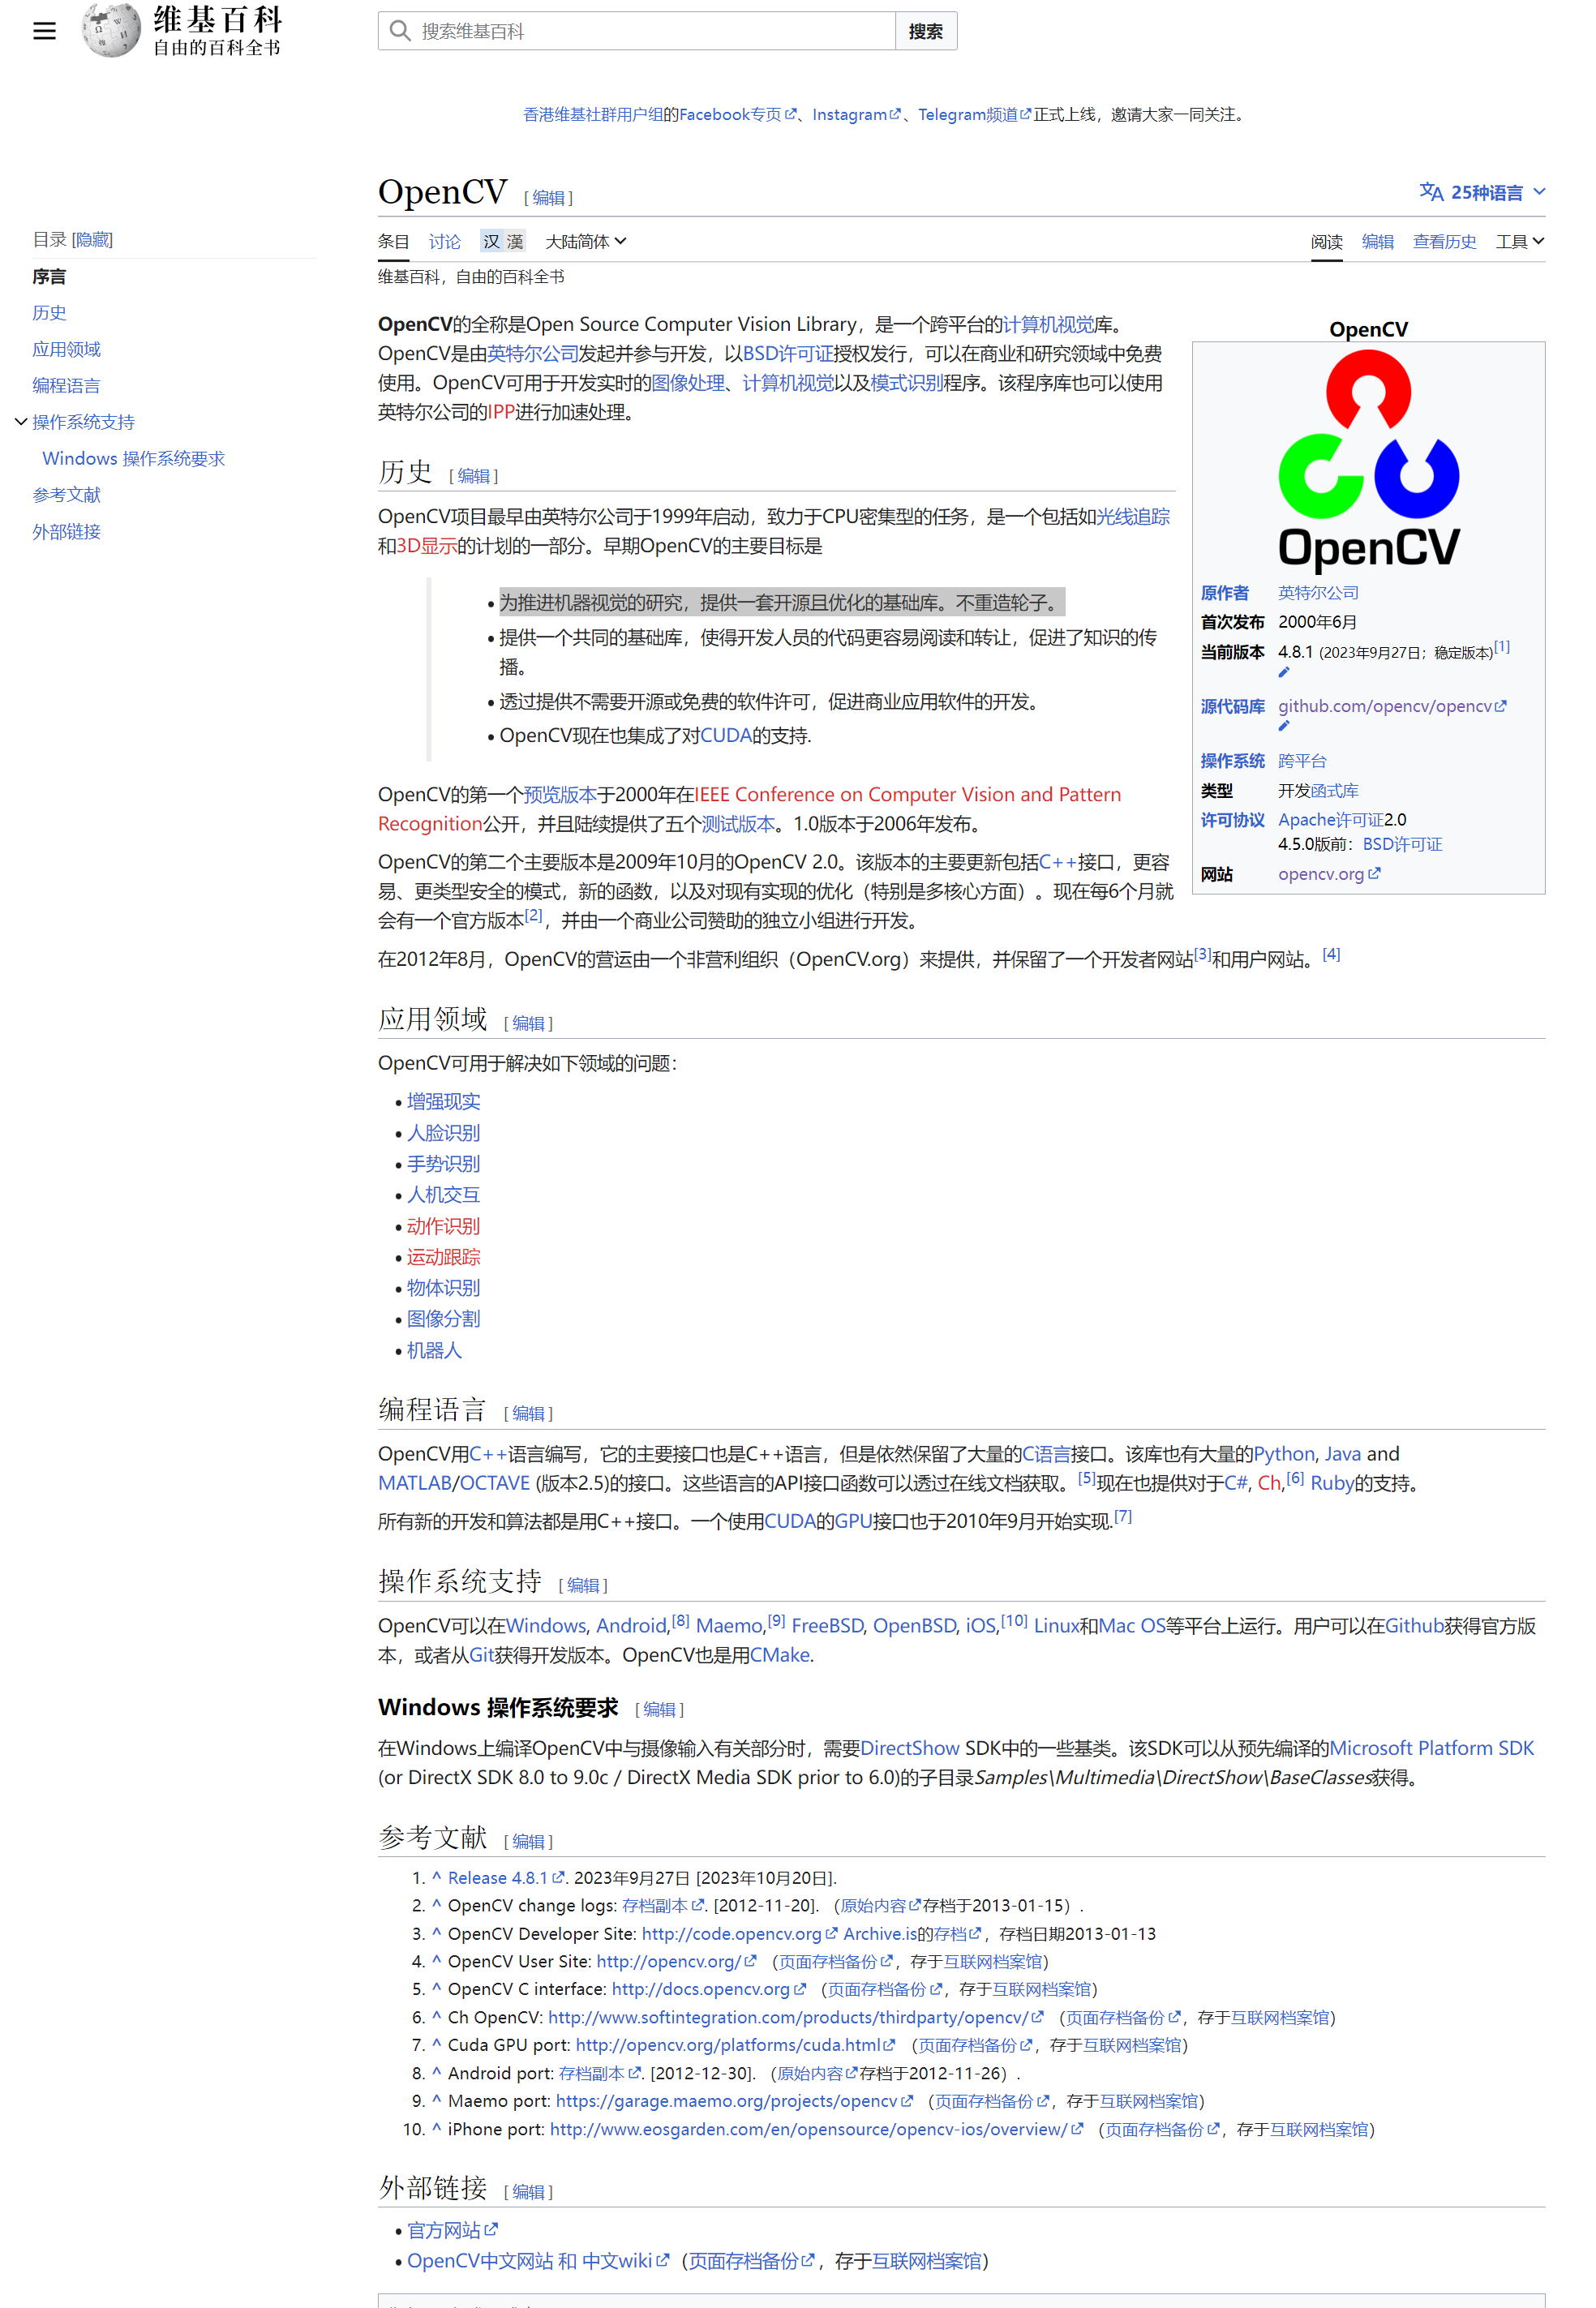 维基百科
自由的百科全书
搜索维基百科
搜索
香港维基社群用户组的Facebook专页、Instagram、Telegram频道正式上线，邀请大家一同关注。
OpenCV [ 编辑 ]
25种语言
目录 [隐藏]
序言
历史
应用领域
编程语言
操作系统支持
Windows 操作系统要求
参考文献
外部链接
条目 讨论 汉 漢 大陆简体
阅读 编辑 查看历史 工具
维基百科，自由的百科全书
OpenCV的全称是Open Source Computer Vision Library，是一个跨平台的计算机视觉库。
OpenCV是由英特尔公司发起并参与开发，以BSD许可证授权发行，可以在商业和研究领域中免费
使用。OpenCV可用于开发实时的图像处理、计算机视觉以及模式识别程序。该程序库也可以使用
英特尔公司的IPP进行加速处理。
OpenCV
OpenCV
原作者 英特尔公司
首次发布 2000年6月
当前版本 4.8.1 (2023年9月27日；稳定版本)[1]
源代码库 github.com/opencv/opencv
操作系统 跨平台
类型 开发函式库
许可协议 Apache许可证2.0
4.5.0版前：BSD许可证
网站 opencv.org
历史 [ 编辑 ]
OpenCV项目最早由英特尔公司于1999年启动，致力于CPU密集型的任务，是一个包括如光线追踪
和3D显示的计划的一部分。早期OpenCV的主要目标是
• 为推进机器视觉的研究，提供一套开源且优化的基础库。不重造轮子。
• 提供一个共同的基础库，使得开发人员的代码更容易阅读和转让，促进了知识的传
播。
• 透过提供不需要开源或免费的软件许可，促进商业应用软件的开发。
• OpenCV现在也集成了对CUDA的支持.
OpenCV的第一个预览版本于2000年在IEEE Conference on Computer Vision and Pattern
Recognition公开，并且陆续提供了五个测试版本。1.0版本于2006年发布。
OpenCV的第二个主要版本是2009年10月的OpenCV 2.0。该版本的主要更新包括C++接口，更容
易、更类型安全的模式，新的函数，以及对现有实现的优化（特别是多核心方面）。现在每6个月就
会有一个官方版本[2]，并由一个商业公司赞助的独立小组进行开发。
在2012年8月，OpenCV的营运由一个非营利组织（OpenCV.org）来提供，并保留了一个开发者网站[3]和用户网站。[4]
应用领域 [ 编辑 ]
OpenCV可用于解决如下领域的问题：
• 增强现实
• 人脸识别
• 手势识别
• 人机交互
• 动作识别
• 运动跟踪
• 物体识别
• 图像分割
• 机器人
编程语言 [ 编辑 ]
OpenCV用C++语言编写，它的主要接口也是C++语言，但是依然保留了大量的C语言接口。该库也有大量的Python, Java and
MATLAB/OCTAVE (版本2.5)的接口。这些语言的API接口函数可以透过在线文档获取。[5]现在也提供对于C#, Ch,[6] Ruby的支持。
所有新的开发和算法都是用C++接口。一个使用CUDA的GPU接口也于2010年9月开始实现.[7]
操作系统支持 [ 编辑 ]
OpenCV可以在Windows, Android,[8] Maemo,[9] FreeBSD, OpenBSD, iOS,[10] Linux和Mac OS等平台上运行。用户可以在Github获得官方版
本，或者从Git获得开发版本。OpenCV也是用CMake.
Windows 操作系统要求 [ 编辑 ]
在Windows上编译OpenCV中与摄像输入有关部分时，需要DirectShow SDK中的一些基类。该SDK可以从预先编译的Microsoft Platform SDK
(or DirectX SDK 8.0 to 9.0c / DirectX Media SDK prior to 6.0)的子目录Samples\Multimedia\DirectShow\BaseClasses获得。
参考文献 [ 编辑 ]
1. ^ Release 4.8.1. 2023年9月27日 [2023年10月20日].
2. ^ OpenCV change logs: 存档副本. [2012-11-20]. （原始内容存档于2013-01-15）.
3. ^ OpenCV Developer Site: http://code.opencv.org Archive.is的存档，存档日期2013-01-13
4. ^ OpenCV User Site: http://opencv.org/ （页面存档备份，存于互联网档案馆）
5. ^ OpenCV C interface: http://docs.opencv.org （页面存档备份，存于互联网档案馆）
6. ^ Ch OpenCV: http://www.softintegration.com/products/thirdparty/opencv/ （页面存档备份，存于互联网档案馆）
7. ^ Cuda GPU port: http://opencv.org/platforms/cuda.html （页面存档备份，存于互联网档案馆）
8. ^ Android port: 存档副本. [2012-12-30]. （原始内容存档于2012-11-26）.
9. ^ Maemo port: https://garage.maemo.org/projects/opencv （页面存档备份，存于互联网档案馆）
10. ^ iPhone port: http://www.eosgarden.com/en/opensource/opencv-ios/overview/ （页面存档备份，存于互联网档案馆）
外部链接 [ 编辑 ]
• 官方网站
• OpenCV中文网站 和 中文wiki（页面存档备份，存于互联网档案馆）